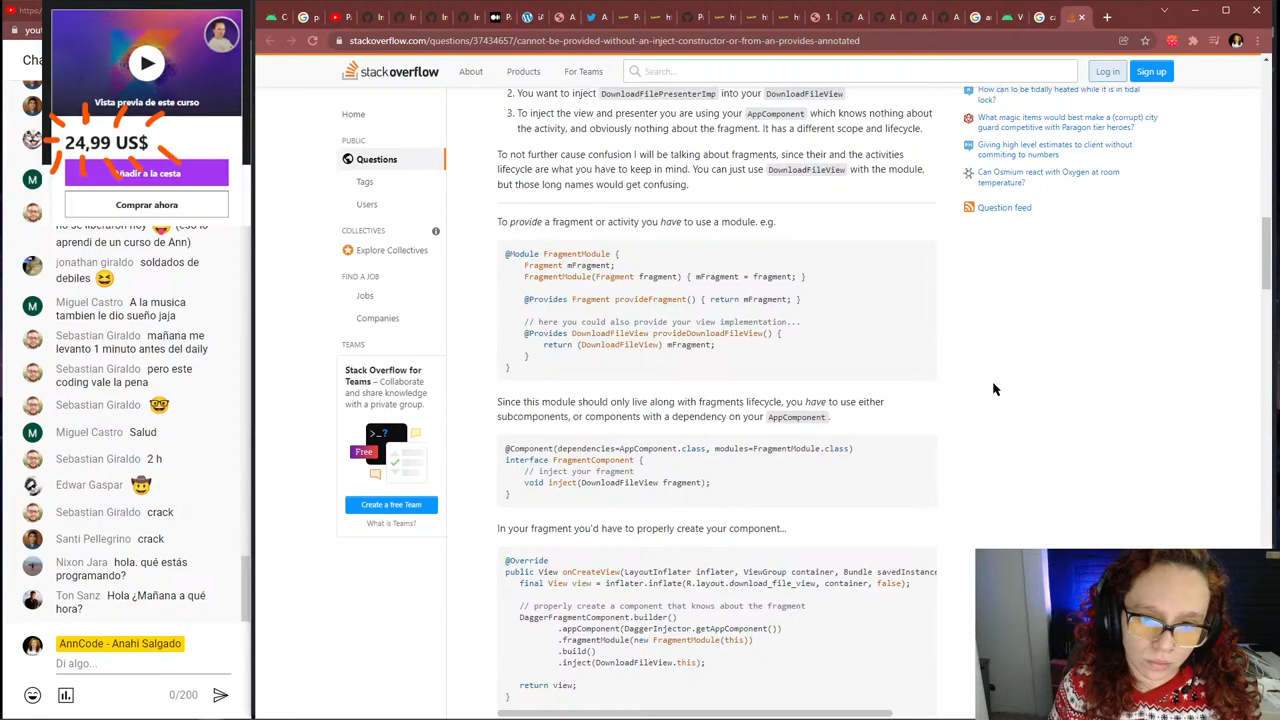 https://
youtu
Vista previa de este curso
24,99 US$
Añadir a la cesta
Comprar ahora
Cha
no se liberaron hoy 😝 (eso lo
aprendi de un curso de Ann)
jonathan giraldo soldados de
debiles 😆
Miguel Castro A la musica
tambien le dio sueño jaja
Sebastian Giraldo mañana me
levanto 1 minuto antes del daily
Sebastian Giraldo pero este
coding vale la pena
Sebastian Giraldo 🤓
Miguel Castro Salud
Sebastian Giraldo 2 h
Edwar Gaspar 🤠
Sebastian Giraldo crack
Santi Pellegrino crack
Nixon Jara hola. qué estás
programando?
Ton Sanz Hola ¿Mañana a qué
hora?
AnnCode - Anahi Salgado
Di algo...
0/200
stackoverflow.com/questions/37434657/cannot-be-provided-without-an-inject-constructor-or-from-an-provides-annotated
stackoverflow
About
Products
For Teams
Search...
Log in
Sign up
Home
PUBLIC
Questions
Tags
Users
COLLECTIVES
Explore Collectives
FIND A JOB
Jobs
Companies
TEAMS
Stack Overflow for
Teams – Collaborate
and share knowledge
with a private group.
>_?
Free
Create a free Team
What is Teams?
2. You want to inject DownloadFilePresenterImp into your DownloadFileView
3. To inject the view and presenter you are using your AppComponent which knows nothing about
the activity, and obviously nothing about the fragment. It has a different scope and lifecycle.
To not further cause confusion I will be talking about fragments, since their and the activities
lifecycle are what you have to keep in mind. You can just use DownloadFileView with the module,
but those long names would get confusing.
To provide a fragment or activity you have to use a module. e.g.
@Module FragmentModule {
Fragment mFragment;
FragmentModule(Fragment fragment) { mFragment = fragment; }
@Provides Fragment provideFragment() { return mFragment; }
// here you could also provide your view implementation...
@Provides DownloadFileView provideDownloadFileView() {
return (DownloadFileView) mFragment;
}
}
Since this module should only live along with fragments lifecycle, you have to use either
subcomponents, or components with a dependency on your AppComponent.
@Component(dependencies=AppComponent.class, modules=FragmentModule.class)
interface FragmentComponent {
// inject your fragment
void inject(DownloadFileView fragment);
}
In your fragment you'd have to properly create your component...
@Override
public View onCreateView(LayoutInflater inflater, ViewGroup container, Bundle savedInstance
final View view = inflater.inflate(R.layout.download_file_view, container, false);
// properly create a component that knows about the fragment
DaggerFragmentComponent.builder()
.appComponent(DaggerInjector.getAppComponent())
.fragmentModule(new FragmentModule(this))
.build()
.inject(DownloadFileView.this);
return view;
}
How can Io be tidally heated while it is in tidal
lock?
What magic items would best make a (corrupt) city
guard competitive with Paragon tier heroes?
Giving high level estimates to client without
commiting to numbers
Can Osmium react with Oxygen at room
temperature?
Question feed